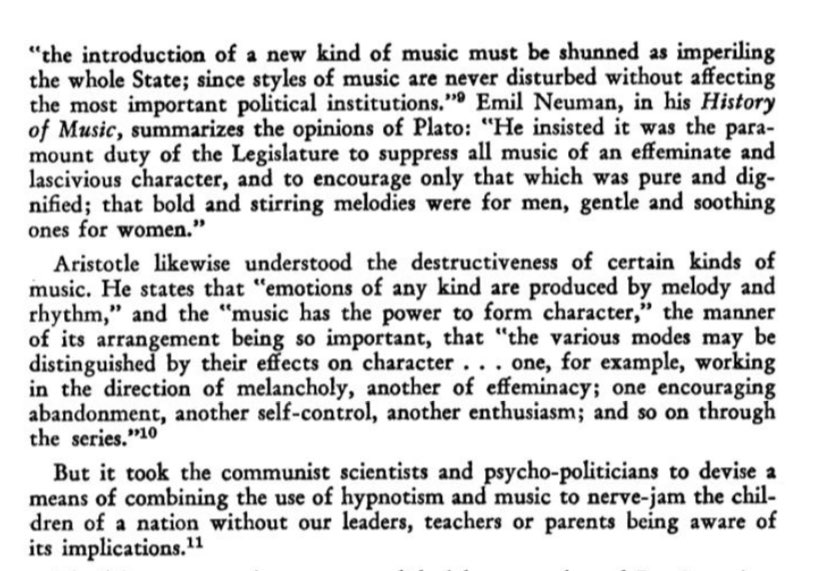 “the introduction of a new kind of music must be shunned as imperiling
the whole State; since styles of music are never disturbed without affecting
the most important political institutions.”⁹ Emil Neuman, in his History
of Music, summarizes the opinions of Plato: “He insisted it was the para-
mount duty of the Legislature to suppress all music of an effeminate and
lascivious character, and to encourage only that which was pure and dig-
nified; that bold and stirring melodies were for men, gentle and soothing
ones for women.”
Aristotle likewise understood the destructiveness of certain kinds of
music. He states that “emotions of any kind are produced by melody and
rhythm,” and the “music has the power to form character,” the manner
of its arrangement being so important, that “the various modes may be
distinguished by their effects on character . . . one, for example, working
in the direction of melancholy, another of effeminacy; one encouraging
abandonment, another self-control, another enthusiasm; and so on through
the series.”¹⁰
But it took the communist scientists and psycho-politicians to devise a
means of combining the use of hypnotism and music to nerve-jam the chil-
dren of a nation without our leaders, teachers or parents being aware of
its implications.¹¹